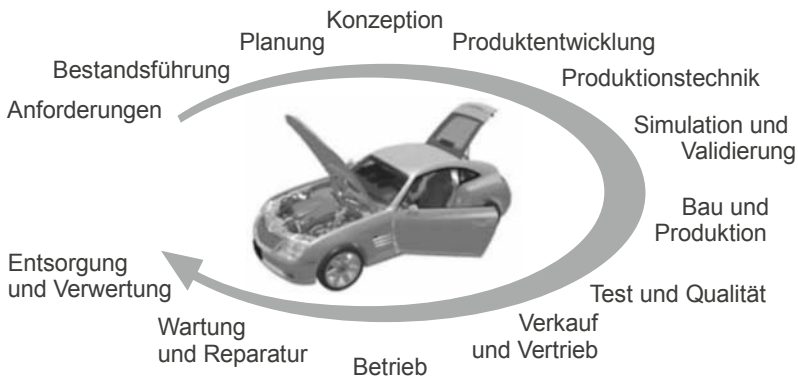 Konzeption
Planung
Produktentwicklung
Bestandsführung
Produktionstechnik
Anforderungen
Simulation und
Validierung
Bau und
Produktion
Entsorgung
und Verwertung
Test und Qualität
Verkauf
und Vertrieb
Wartung
und Reparatur
Betrieb